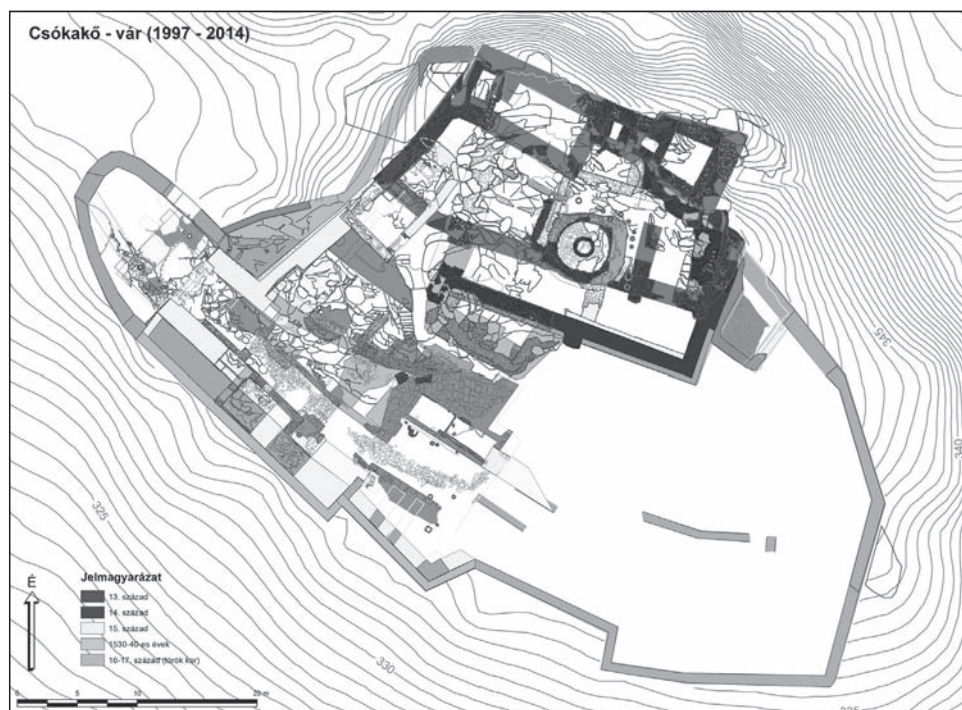 Csókakő - vár (1997 - 2014)
345
340
325
Jelmagyarázat
13. század
14. század
15. század
1530-40-es évek
16-17. század (török kor)
É
330
0 5 10 20 m